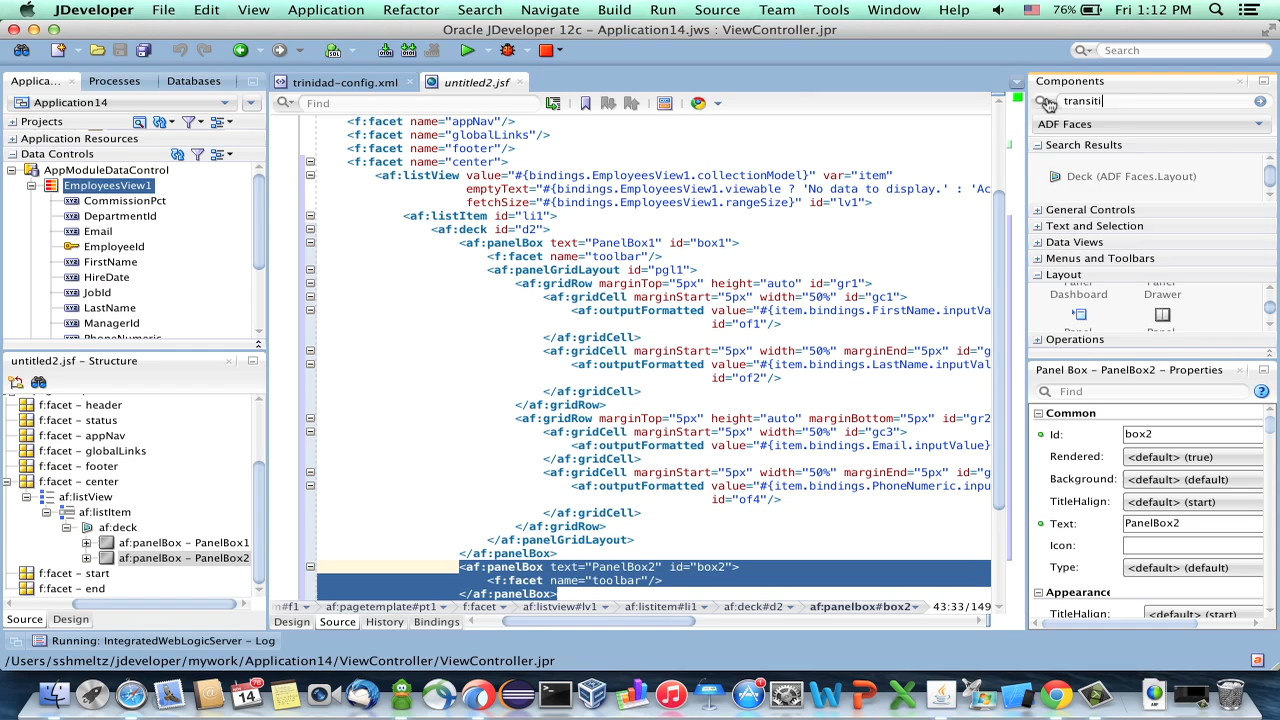 JDeveloper File Edit View Application Refactor Search Navigate Build Run Source Team Tools Window Help 76% Fri 1:12 PM
Oracle JDeveloper 12c - Application14.jws : ViewController.jpr
Search
Applica... Processes Databases
trinidad-config.xml untitled2.jsf
Components
Application14
Find
transiti
Projects
ADF Faces
Application Resources
Search Results
Data Controls
Deck (ADF Faces.Layout)
AppModuleDataControl
General Controls
EmployeesView1
Text and Selection
CommissionPct
Data Views
DepartmentId
Menus and Toolbars
Email
Layout
EmployeeId
Dashboard
Drawer
FirstName
Operations
HireDate
JobId
LastName
ManagerId
PhoneNumeric
<f:facet name="appNav"/>
<f:facet name="globalLinks"/>
<f:facet name="footer"/>
<f:facet name="center">
<af:listView value="#{bindings.EmployeesView1.collectionModel}" var="item"
emptyText="#{bindings.EmployeesView1.viewable ? 'No data to display.' : 'Ac
fetchSize="#{bindings.EmployeesView1.rangeSize}" id="lv1">
<af:listItem id="li1">
<af:deck id="d2">
<af:panelBox text="PanelBox1" id="box1">
<f:facet name="toolbar"/>
<af:panelGridLayout id="pgl1">
<af:gridRow marginTop="5px" height="auto" id="gr1">
<af:gridCell marginStart="5px" width="50%" id="gc1">
<af:outputFormatted value="#{item.bindings.FirstName.inputVa
id="of1"/>
</af:gridCell>
<af:gridCell marginStart="5px" width="50%" marginEnd="5px" id="g
<af:outputFormatted value="#{item.bindings.LastName.inputVal
id="of2"/>
</af:gridCell>
</af:gridRow>
<af:gridRow marginTop="5px" height="auto" marginBottom="5px" id="gr2
<af:gridCell marginStart="5px" width="50%" id="gc3">
<af:outputFormatted value="#{item.bindings.Email.inputValue}
</af:gridCell>
<af:gridCell marginStart="5px" width="50%" marginEnd="5px" id="g
<af:outputFormatted value="#{item.bindings.PhoneNumeric.inpu
id="of4"/>
</af:gridCell>
</af:gridRow>
</af:panelGridLayout>
</af:panelBox>
<af:panelBox text="PanelBox2" id="box2">
<f:facet name="toolbar"/>
</af:panelBox>
untitled2.jsf - Structure
f:facet - header
f:facet - status
f:facet - appNav
f:facet - globalLinks
f:facet - footer
f:facet - center
af:listView
af:listItem
af:deck
af:panelBox - PanelBox1
af:panelBox - PanelBox2
f:facet - start
f:facet - end
Source Design
Panel Box - PanelBox2 - Properties
Find
Common
Id: box2
Rendered: <default> (true)
Background: <default> (default)
TitleHalign: <default> (start)
Text: PanelBox2
Icon:
Type: <default> (default)
Appearance
TitleHalign: <default> (start)
m#f1 af:pagetemplate#pt1 f:facet af:listview#lv1 af:listitem#li1 af:deck#d2 af:panelbox#box2 43:33/149
Design Source History Bindings
Running: IntegratedWebLogicServer - Log
/Users/sshmeltz/jdeveloper/mywork/Application14/ViewController/ViewController.jpr